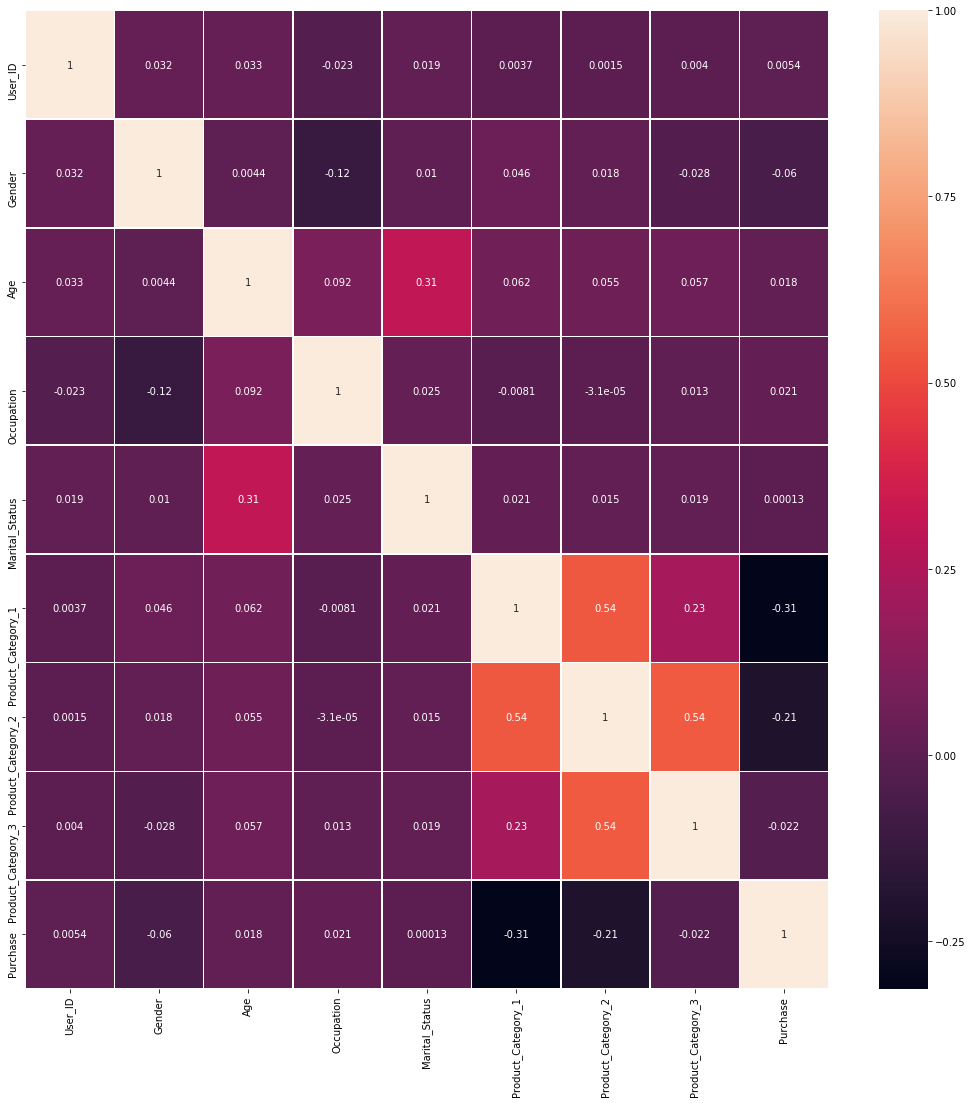 User_ID 1 0.032 0.033 -0.023 0.019 0.0037 0.0015 0.004 0.0054
Gender 0.032 1 0.0044 -0.12 0.01 0.046 0.018 -0.028 -0.06
Age 0.033 0.0044 1 0.092 0.31 0.062 0.055 0.057 0.018
Occupation -0.023 -0.12 0.092 1 0.025 -0.0081 -3.1e-05 0.013 0.021
Marital_Status 0.019 0.01 0.31 0.025 1 0.021 0.015 0.019 0.00013
Product_Category_1 0.0037 0.046 0.062 -0.0081 0.021 1 0.54 0.23 -0.31
Product_Category_2 0.0015 0.018 0.055 -3.1e-05 0.015 0.54 1 0.54 -0.21
Product_Category_3 0.004 -0.028 0.057 0.013 0.019 0.23 0.54 1 -0.022
Purchase 0.0054 -0.06 0.018 0.021 0.00013 -0.31 -0.21 -0.022 1
User_ID Gender Age Occupation Marital_Status Product_Category_1 Product_Category_2 Product_Category_3 Purchase
1.00
0.75
0.50
0.25
0.00
−0.25